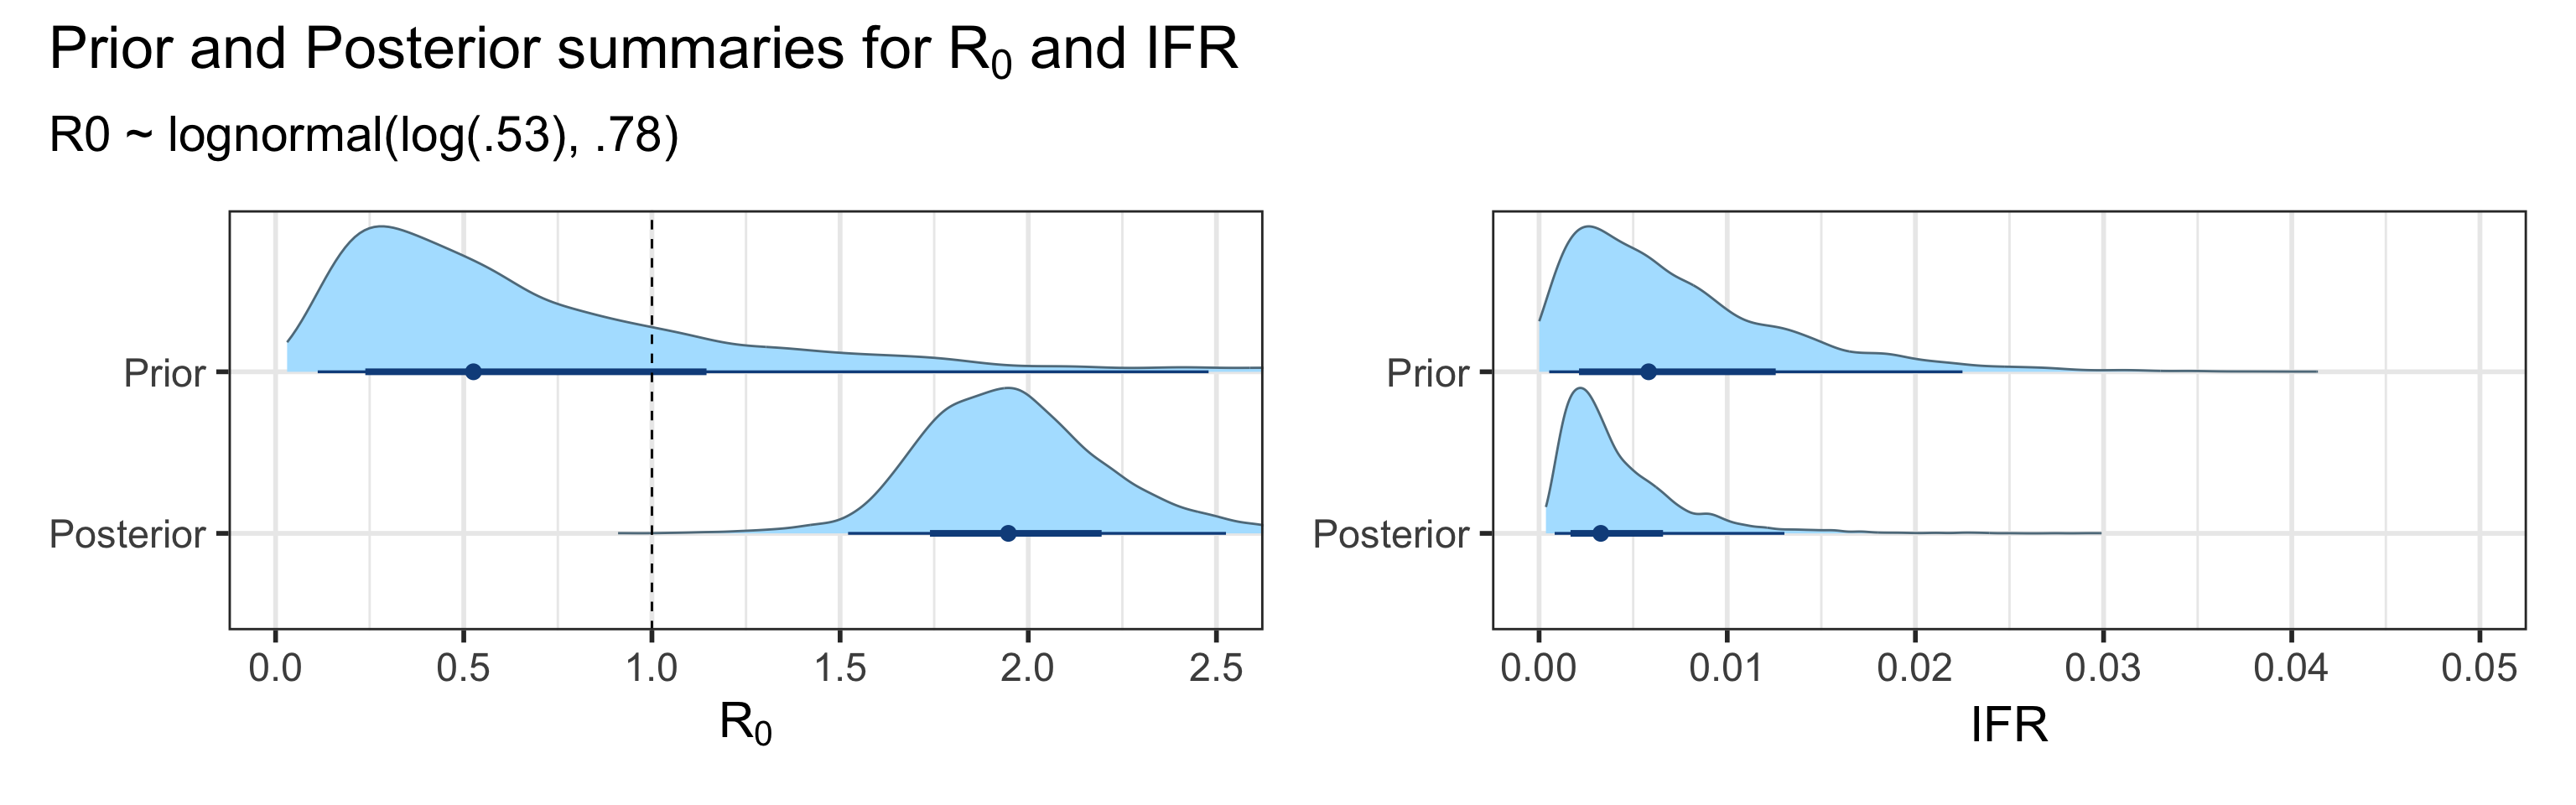 Prior and Posterior summaries for R₀ and IFR
R0 ~ lognormal(log(.53), .78)
Prior
Posterior
0.0 0.5 1.0 1.5 2.0 2.5
R₀
Prior
Posterior
0.00 0.01 0.02 0.03 0.04 0.05
IFR